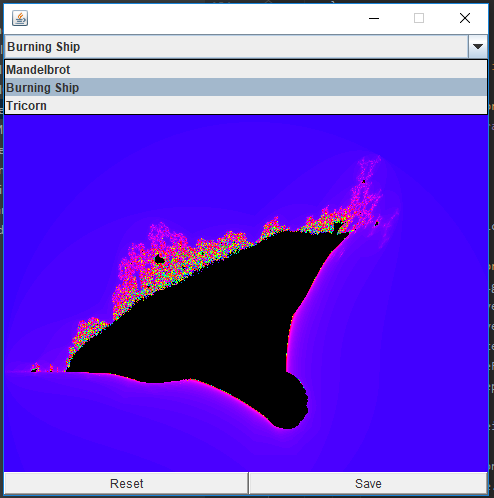 Burning Ship
Mandelbrot
Burning Ship
Tricorn
Reset
Save